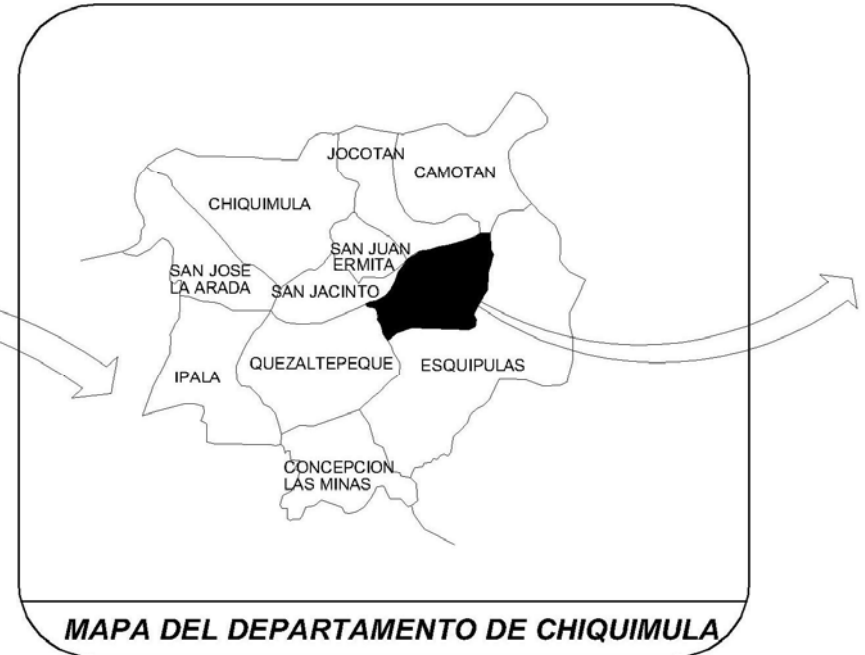 JOCOTAN
CAMOTAN
CHIQUIMULA
SAN JUAN
ERMITA
SAN JOSE
LA ARADA
SAN JACINTO
QUEZALTEPEQUE
ESQUIPULAS
IPALA
CONCEPCION
LAS MINAS
MAPA DEL DEPARTAMENTO DE CHIQUIMULA